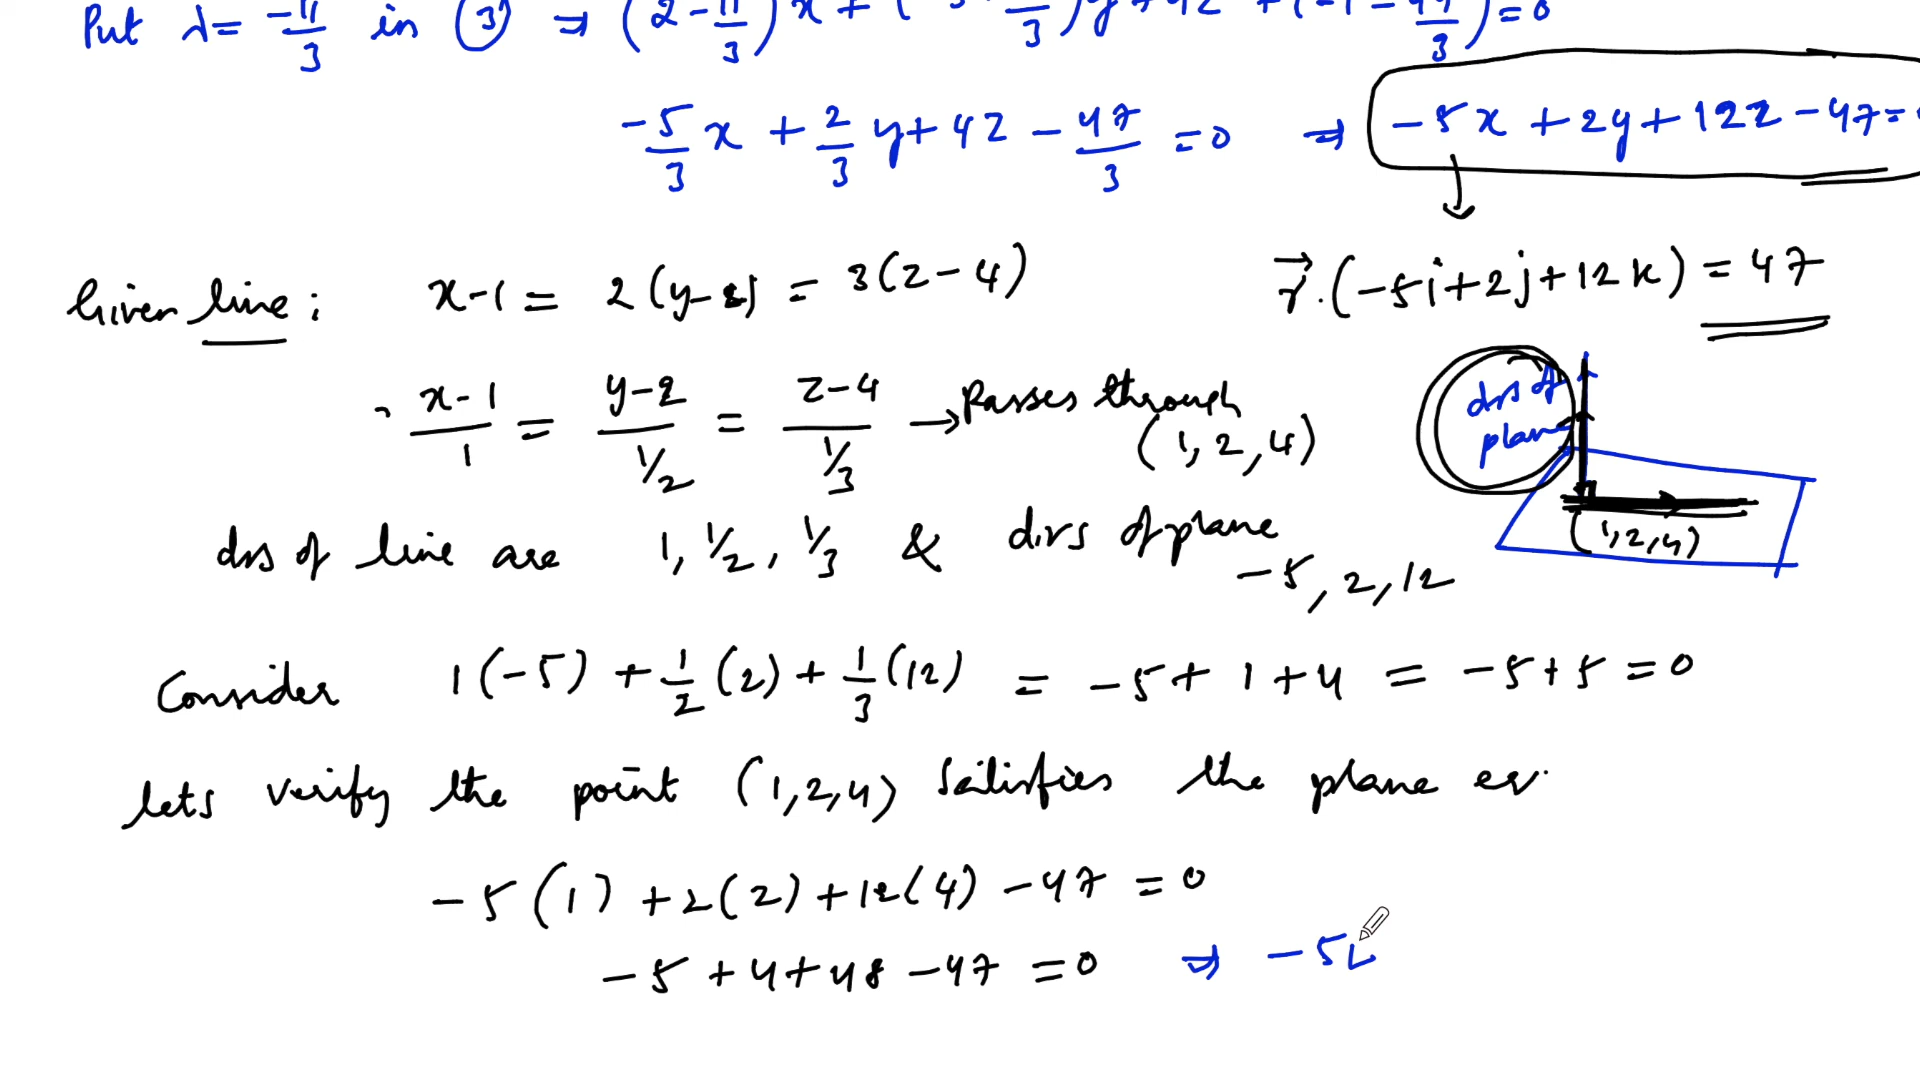 Put λ = -11/3 in (3) ⇒ (2 - 11/3)x + ( /3)y + 4z + ( /3) = 0
-5/3 x + 2/3 y + 4z - 47/3 = 0 ⇒ -5x + 2y + 12z - 47 =
Given line : x-1 = 2(y-2) = 3(z-4)
r⃗.(-5i+2j+12k) = 47
x-1/1 = y-2/1/2 = z-4/1/3 → Passes through (1, 2, 4)
drs of plane
(1,2,4)
drs of line are 1, 1/2, 1/3 & drs of plane -5, 2, 12
Consider 1(-5) + 1/2(2) + 1/3(12) = -5+1+4 = -5+5 = 0
lets verify the point (1,2,4) satisfies the plane eq.
-5(1) + 2(2) + 12(4) - 47 = 0
-5+4+48-47 = 0 ⇒ -5